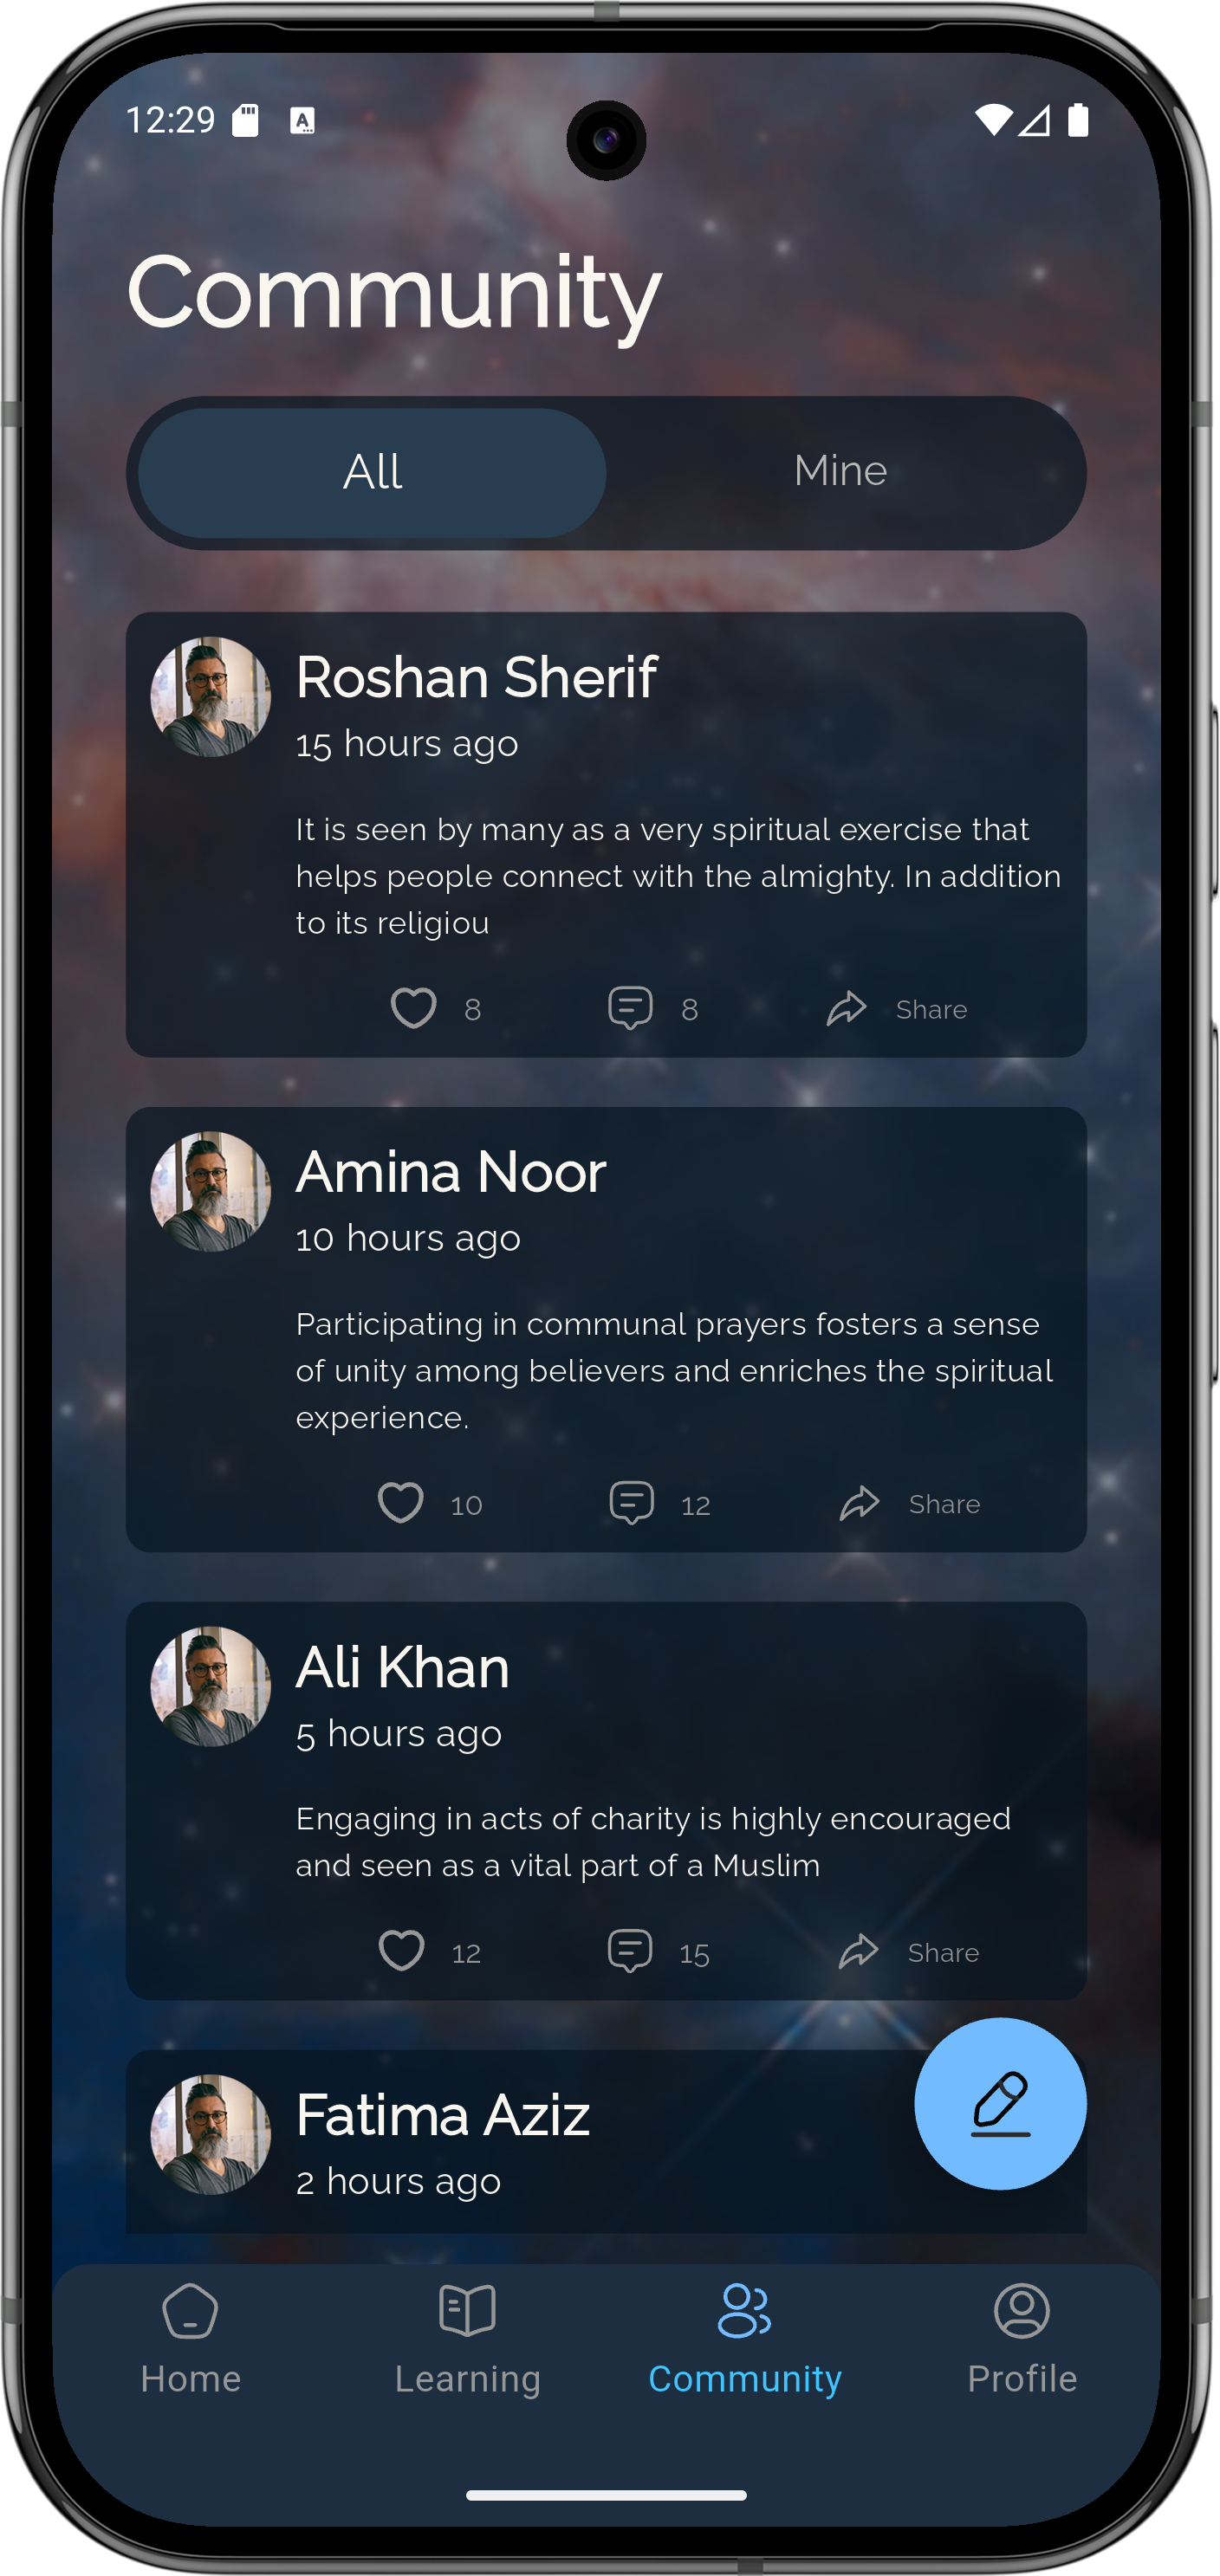 12:29
Community
All Mine
Roshan Sherif
15 hours ago
It is seen by many as a very spiritual exercise that
helps people connect with the almighty. In addition
to its religiou
8 8 Share
Amina Noor
10 hours ago
Participating in communal prayers fosters a sense
of unity among believers and enriches the spiritual
experience.
10 12 Share
Ali Khan
5 hours ago
Engaging in acts of charity is highly encouraged
and seen as a vital part of a Muslim
12 15 Share
Fatima Aziz
2 hours ago
Home Learning Community Profile